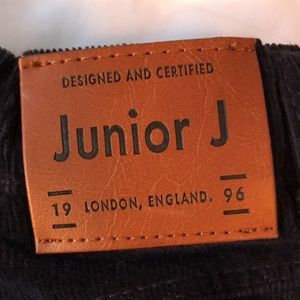 DESIGNED AND CERTIFIED
Junior J
19 LONDON, ENGLAND. 96